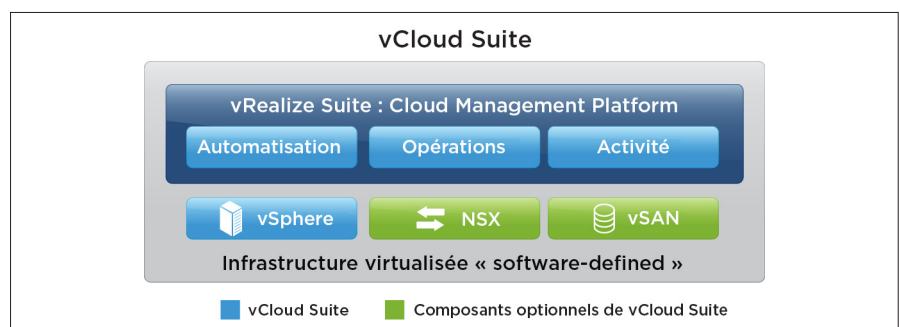 vCloud Suite
vRealize Suite : Cloud Management Platform
Automatisation
Opérations
Activité
vSphere
NSX
vSAN
Infrastructure virtualisée « software-defined »
vCloud Suite
Composants optionnels de vCloud Suite